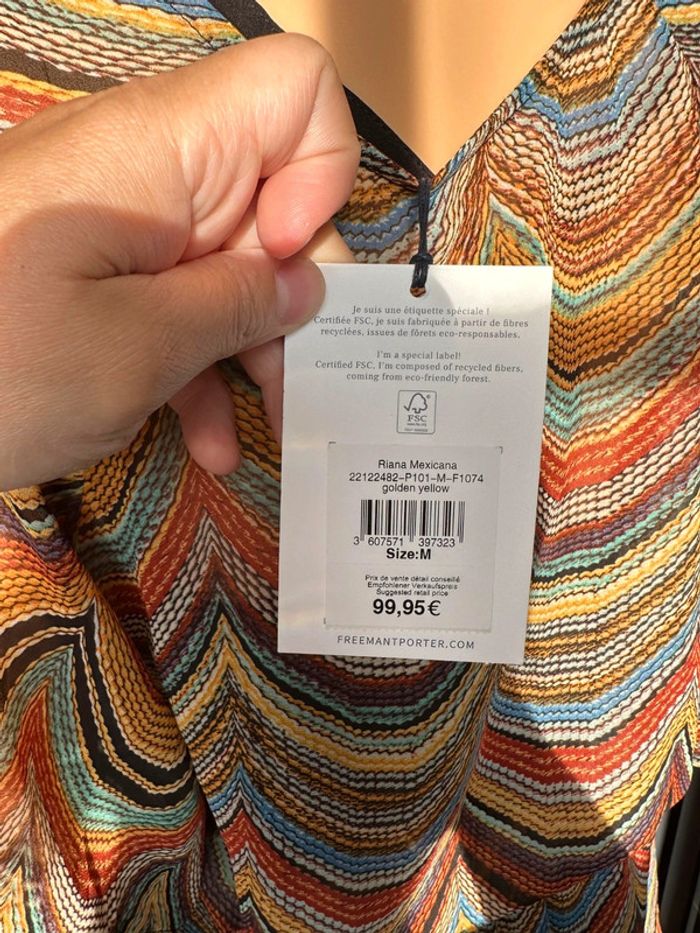 Je suis une étiquette spéciale !
Certifiée FSC, je suis fabriquée à partir de fibres
recyclées, issues de fôrets eco-responsables.
I'm a special label!
Certified FSC, I'm composed of recycled fibers,
coming from eco-friendly forest.
FSC
Riana Mexicana
22122482-P101-M-F1074
golden yellow
3 607571 397323
Size:M
Prix de vente détail conseillé
Empfohlener Verkaufspreis
Suggested retail price
99,95€
FREEMANTPORTER.COM